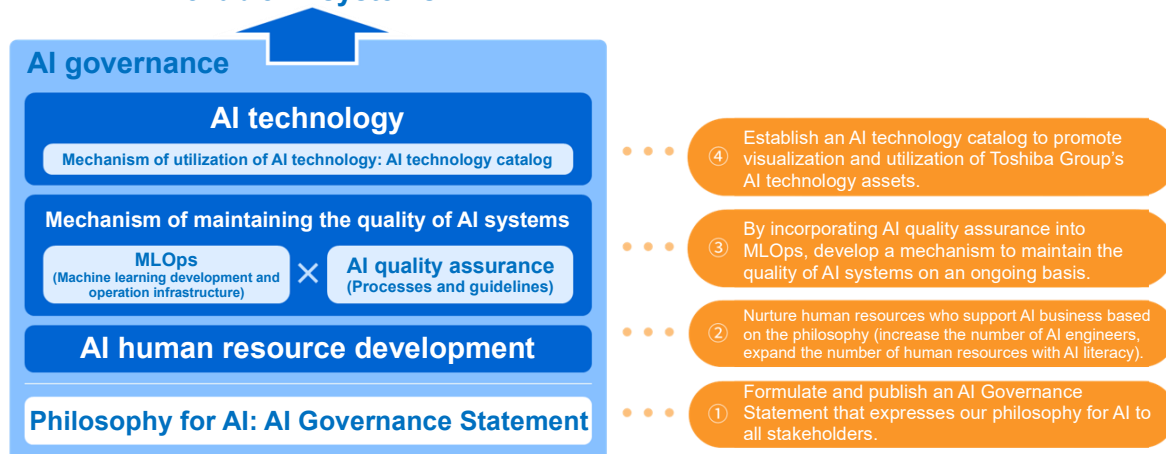 systems
AI governance
AI technology
Mechanism of utilization of AI technology: AI technology catalog
Mechanism of maintaining the quality of AI systems
MLOps
(Machine learning development and
operation infrastructure)
×
AI quality assurance
(Processes and guidelines)
AI human resource development
Philosophy for AI: AI Governance Statement
④
Establish an AI technology catalog to promote
visualization and utilization of Toshiba Group's
AI technology assets.
③
By incorporating AI quality assurance into
MLOps, develop a mechanism to maintain the
quality of AI systems on an ongoing basis.
②
Nurture human resources who support AI business based
on the philosophy (increase the number of AI engineers,
expand the number of human resources with AI literacy).
①
Formulate and publish an AI Governance
Statement that expresses our philosophy for AI to
all stakeholders.